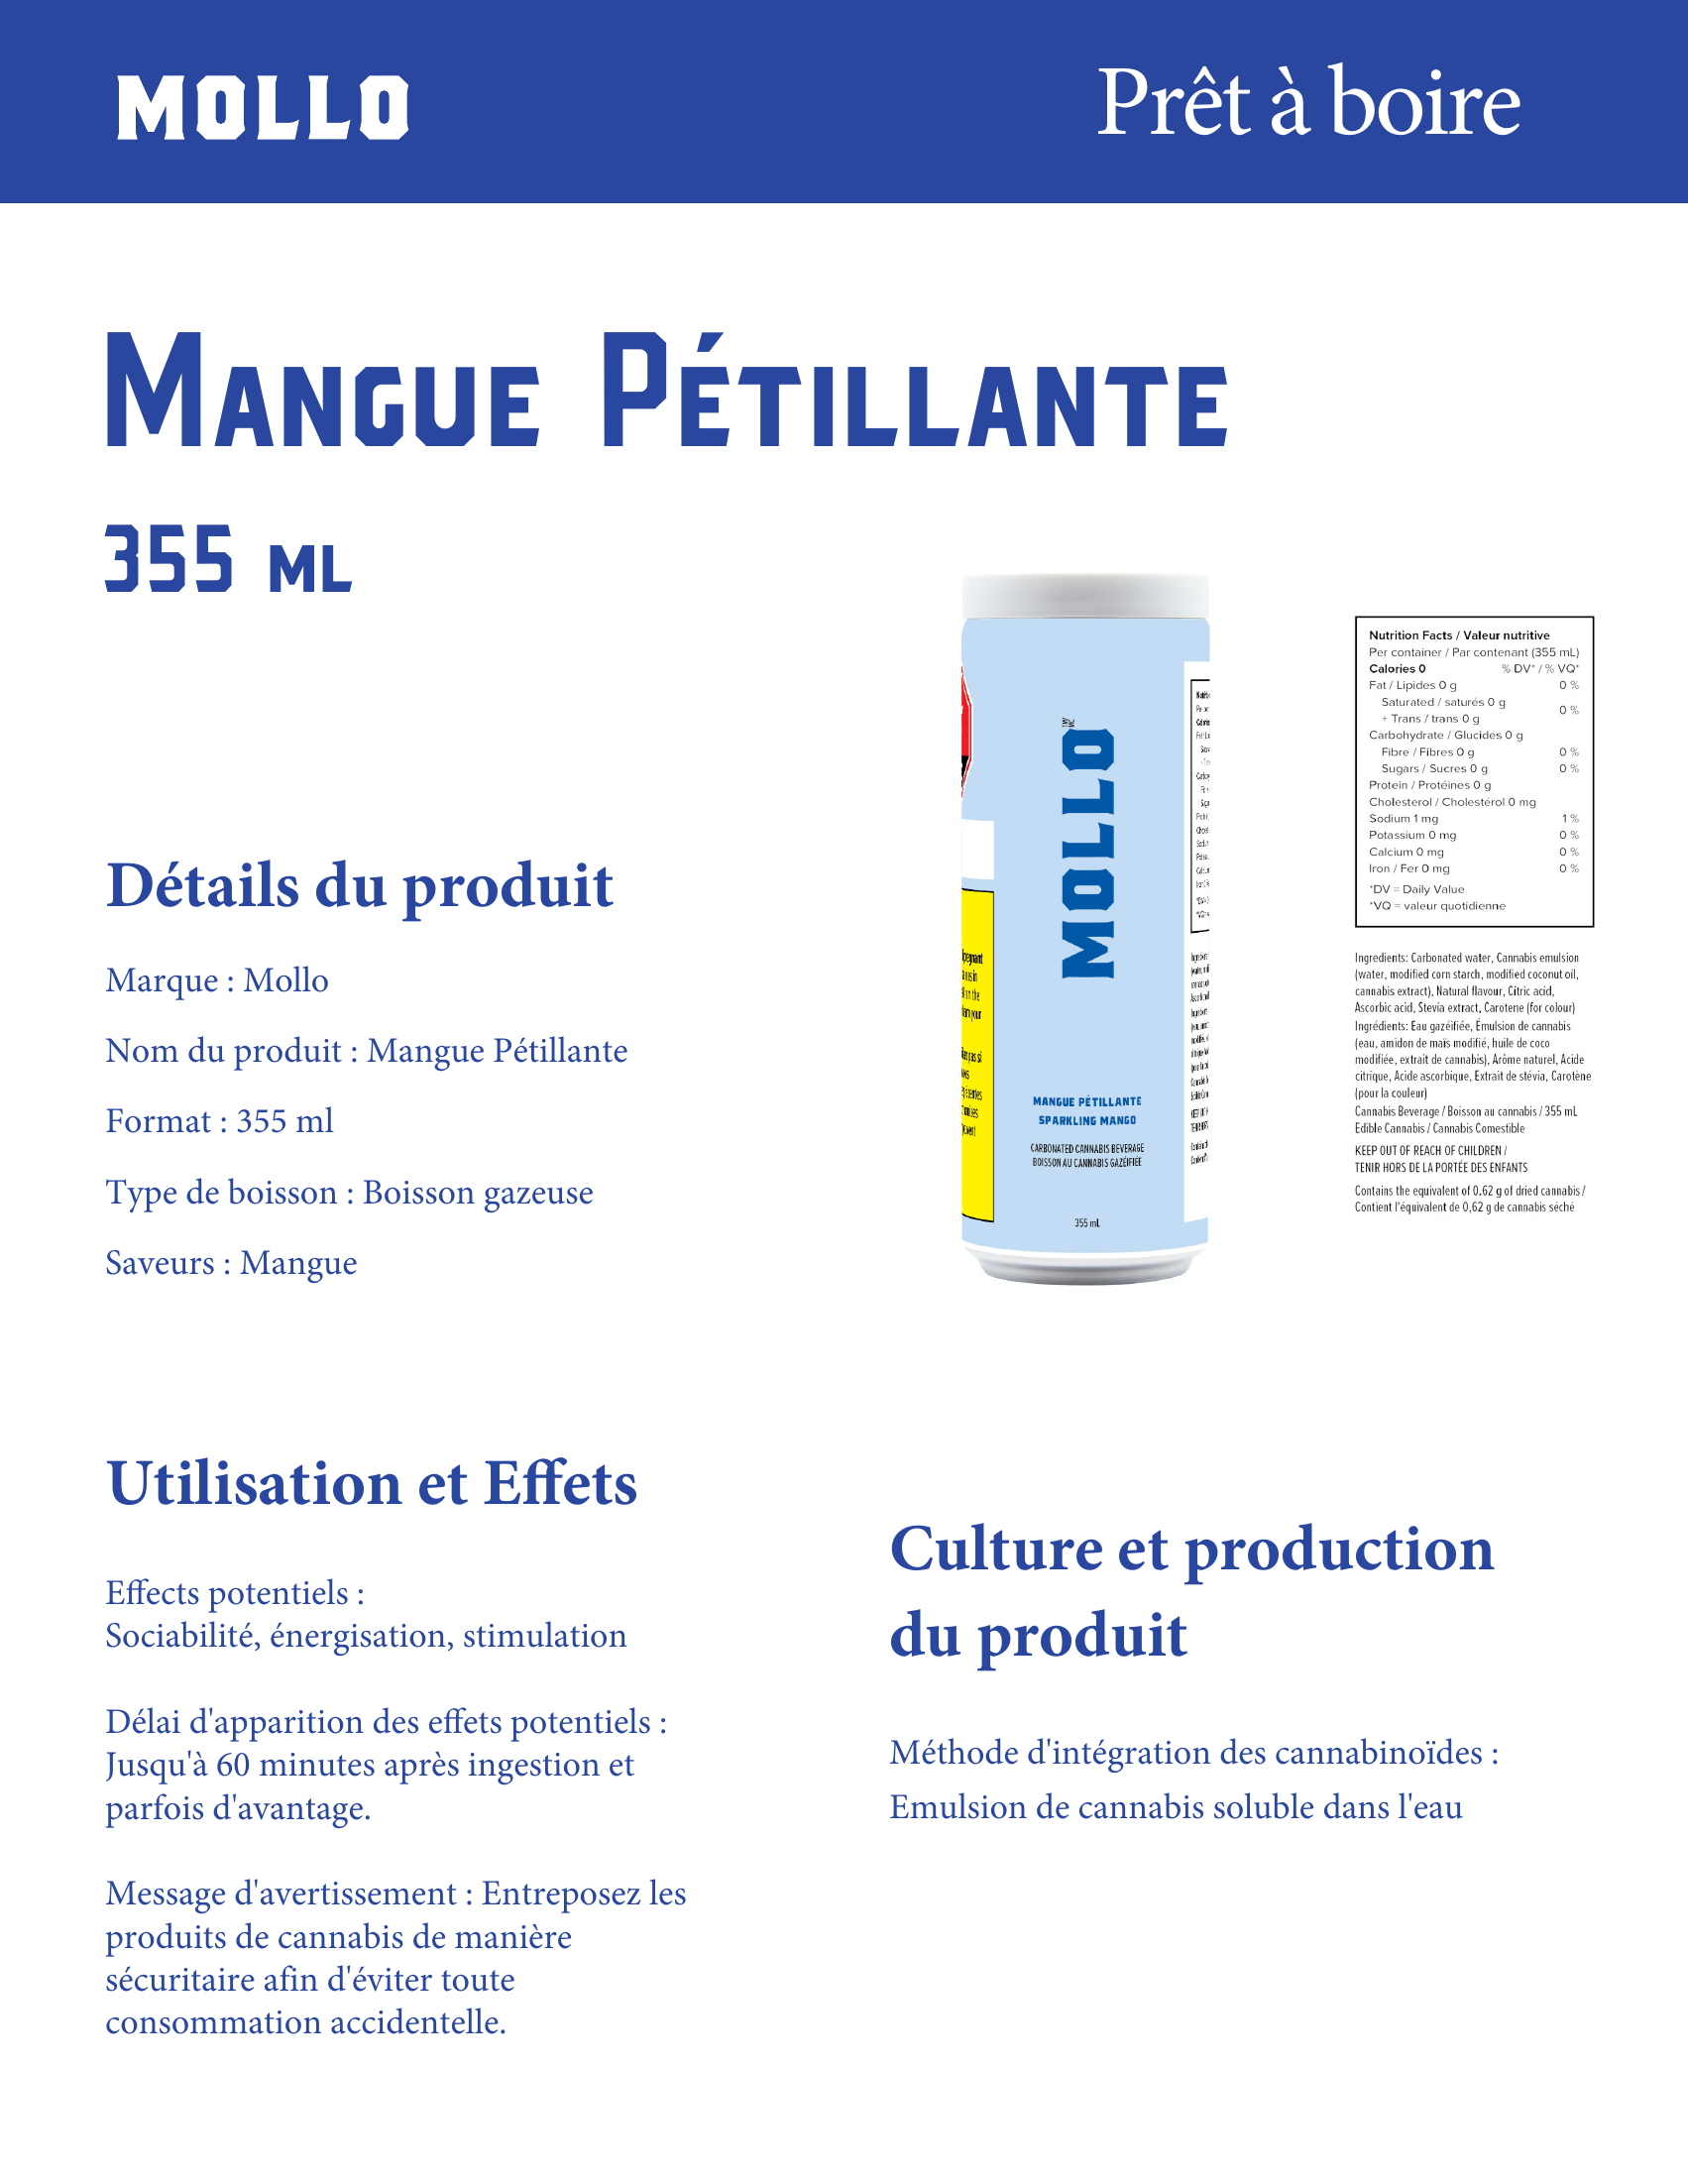 MOLLO
Prêt à boire
Mangue Pétillante
355 ml
Détails du produit
Marque : Mollo
Nom du produit : Mangue Pétillante
Format : 355 ml
Type de boisson : Boisson gazeuse
Saveurs : Mangue
MOLLO
MANGUE PÉTILLANTE
SPARKLING MANGO
CARBONATED CANNABIS BEVERAGE
BOISSON AU CANNABIS GAZÉIFIÉE
355 mL
Nutrition Facts / Valeur nutritive
Per container / Par contenant (355 mL)
Calories 0 % DV* / % VQ*
Fat / Lipides 0 g 0 %
Saturated / saturés 0 g
+ Trans / trans 0 g 0 %
Carbohydrate / Glucides 0 g
Fibre / Fibres 0 g 0 %
Sugars / Sucres 0 g 0 %
Protein / Protéines 0 g
Cholesterol / Cholestérol 0 mg
Sodium 1 mg 1 %
Potassium 0 mg 0 %
Calcium 0 mg 0 %
Iron / Fer 0 mg 0 %
*DV = Daily Value
*VQ = valeur quotidienne
Ingredients: Carbonated water, Cannabis emulsion
(water, modified corn starch, modified coconut oil,
cannabis extract), Natural flavour, Citric acid,
Ascorbic acid, Stevia extract, Carotene (for colour)
Ingrédients: Eau gazéifiée, Émulsion de cannabis
(eau, amidon de maïs modifié, huile de coco
modifiée, extrait de cannabis), Arôme naturel, Acide
citrique, Acide ascorbique, Extrait de stévia, Carotène
(pour la couleur)
Cannabis Beverage / Boisson au cannabis / 355 mL
Edible Cannabis / Cannabis Comestible
KEEP OUT OF REACH OF CHILDREN /
TENIR HORS DE LA PORTÉE DES ENFANTS
Contains the equivalent of 0.62 g of dried cannabis /
Contient l'équivalent de 0,62 g de cannabis séché
Utilisation et Effets
Effects potentiels :
Sociabilité, énergisation, stimulation
Délai d'apparition des effets potentiels :
Jusqu'à 60 minutes après ingestion et
parfois d'avantage.
Message d'avertissement : Entreposez les
produits de cannabis de manière
sécuritaire afin d'éviter toute
consommation accidentelle.
Culture et production
du produit
Méthode d'intégration des cannabinoïdes :
Emulsion de cannabis soluble dans l'eau